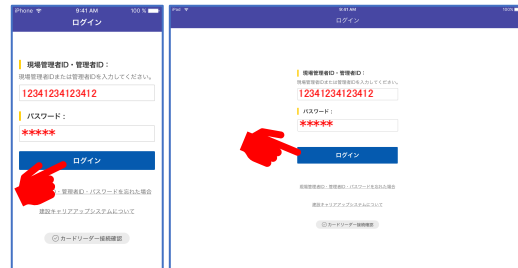 iPhone 9:41 AM 100 %
ログイン
現場管理者ID・管理者ID：
現場管理者IDまたは管理者IDを入力してください。
12341234123412
パスワード：
*****
ログイン
・管理者ID・パスワードを忘れた場合
建設キャリアアップシステムについて
カードリーダー接続確認
iPad 9:41 AM 100%
ログイン
現場管理者ID・管理者ID：
現場管理者IDまたは管理者IDを入力してください。
12341234123412
パスワード：
*****
ログイン
現場管理者ID・管理者ID・パスワードを忘れた場合
建設キャリアアップシステムについて
カードリーダー接続確認